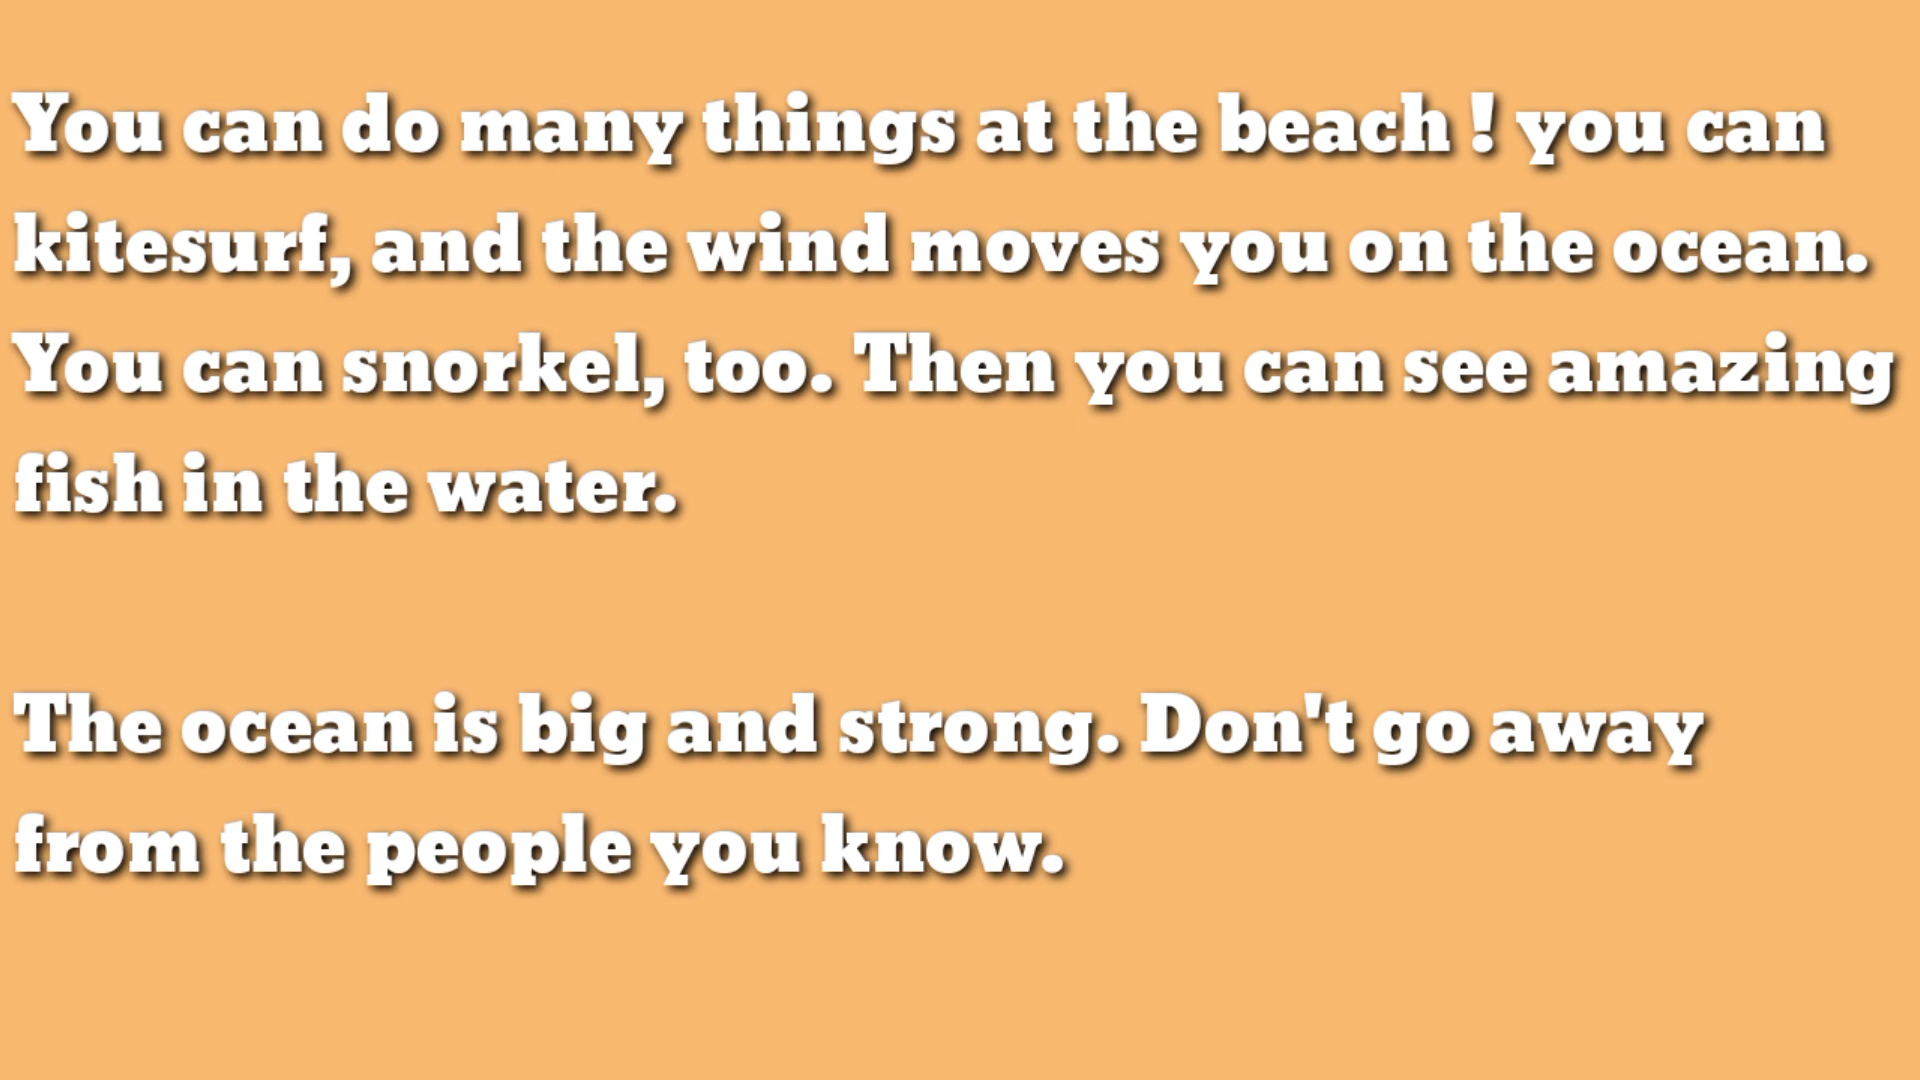 You can do many things at the beach ! you can
kitesurf, and the wind moves you on the ocean.
You can snorkel, too. Then you can see amazing
fish in the water.
The ocean is big and strong. Don't go away
from the people you know.